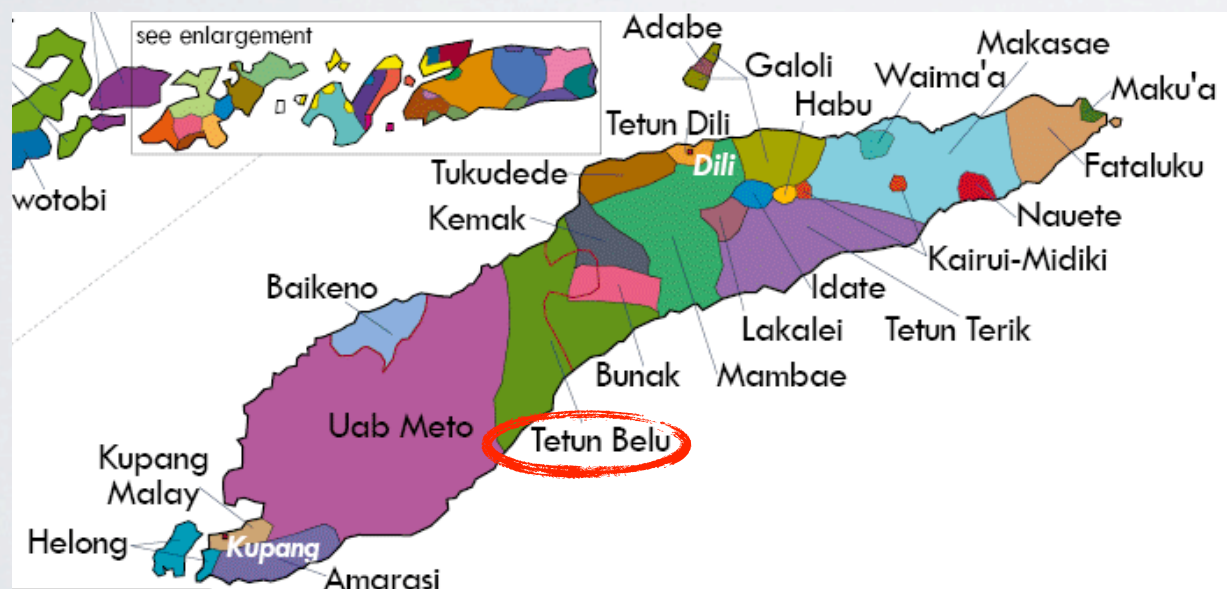 see enlargement
wotobi
Adabe
Galoli
Makasae
Waima'a
Habu
Maku'a
Tetun Dili
Dili
Tukudede
Fataluku
Kemak
Nauete
Kairui-Midiki
Baikeno
Idate
Lakalei
Tetun Terik
Bunak
Mambae
Uab Meto
Tetun Belu
Kupang
Malay
Helong
Kupang
Amarasi